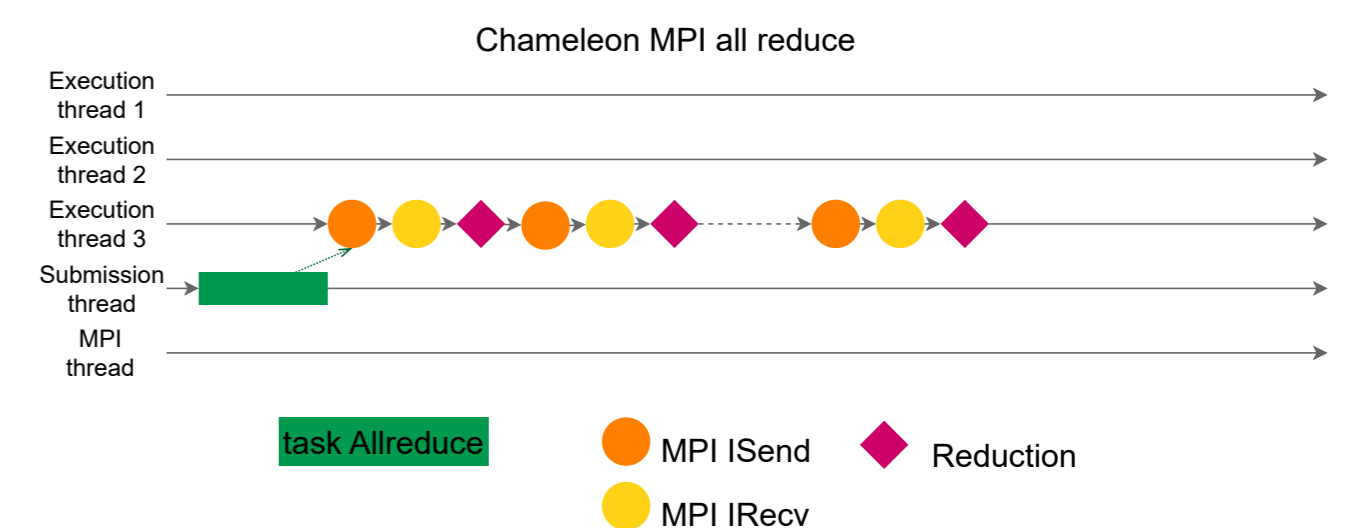 Chameleon MPI all reduce
Execution
thread 1
Execution
thread 2
Execution
thread 3
Submission
thread
MPI
thread
task Allreduce
MPI ISend
Reduction
MPI IRecv